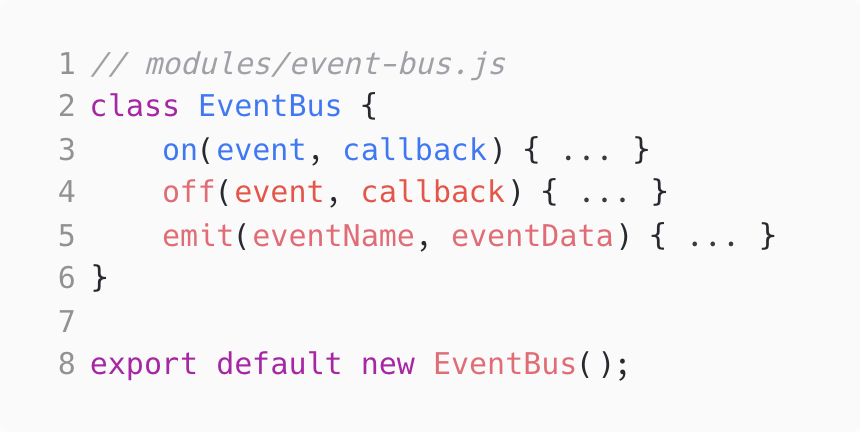 1 // modules/event-bus.js
2 class EventBus {
3     on(event, callback) { ... }
4     off(event, callback) { ... }
5     emit(eventName, eventData) { ... }
6 }
7
8 export default new EventBus();